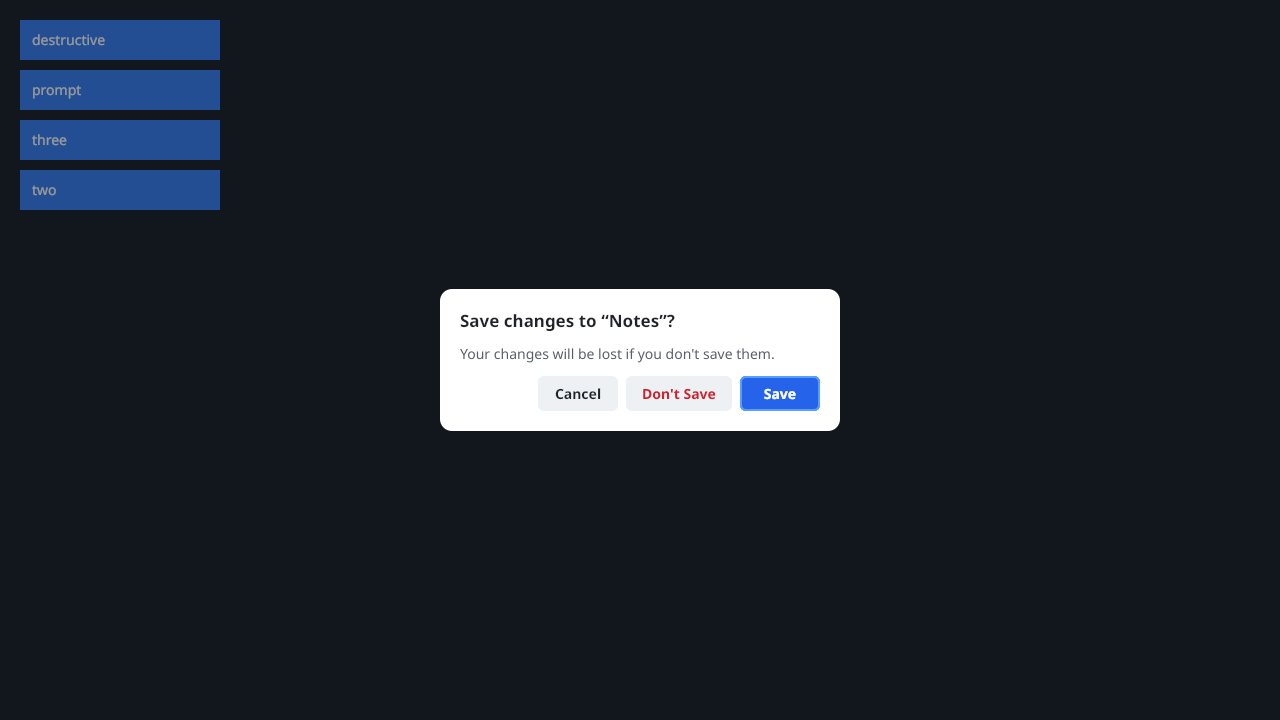 destructive
prompt
three
two
Save changes to “Notes”?
Your changes will be lost if you don't save them.
Cancel
Don't Save
Save